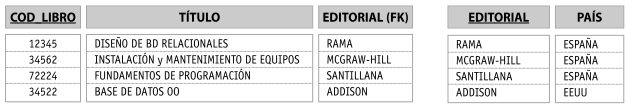 COD_LIBRO TÍTULO EDITORIAL (FK) EDITORIAL PAÍS
12345 DISEÑO DE BD RELACIONALES RAMA RAMA ESPAÑA
34562 INSTALACIÓN y MANTENIMIENTO DE EQUIPOS MCGRAW-HILL MCGRAW-HILL ESPAÑA
72224 FUNDAMENTOS DE PROGRAMACIÓN SANTILLANA SANTILLANA ESPAÑA
34522 BASE DE DATOS OO ADDISON ADDISON EEUU